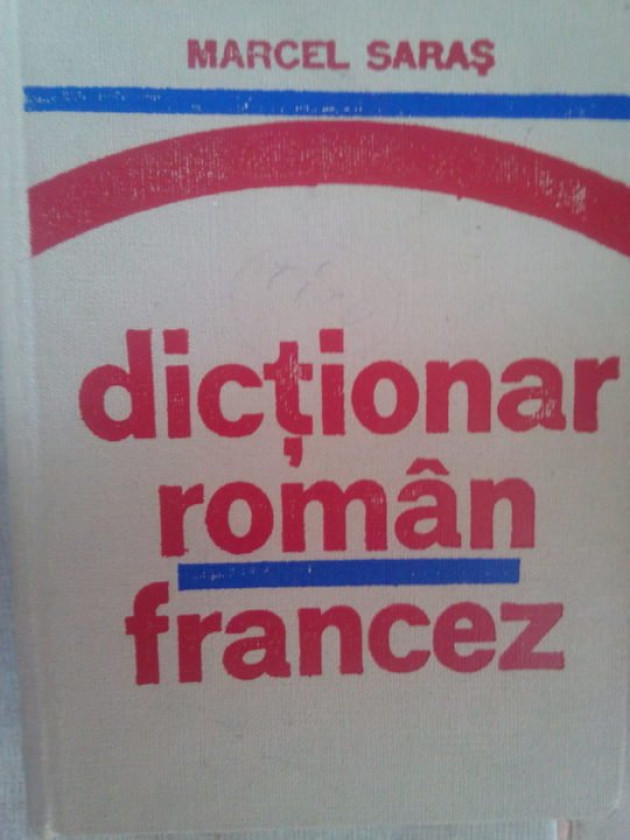 MARCEL SARAȘ
dicționar
român
francez